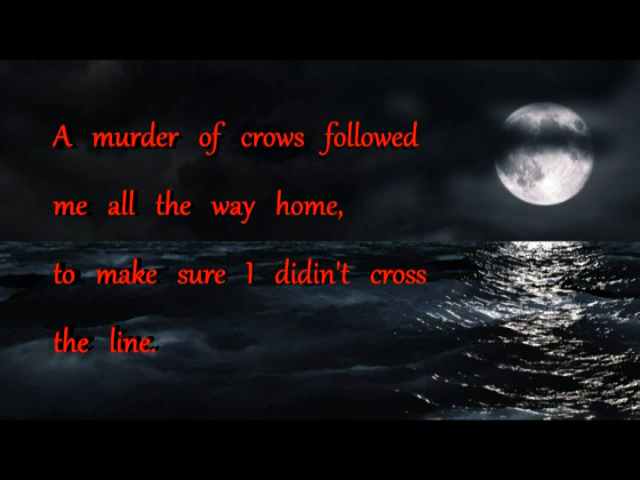 A murder of crows followed
me all the way home,
to make sure I didin't cross
the line.